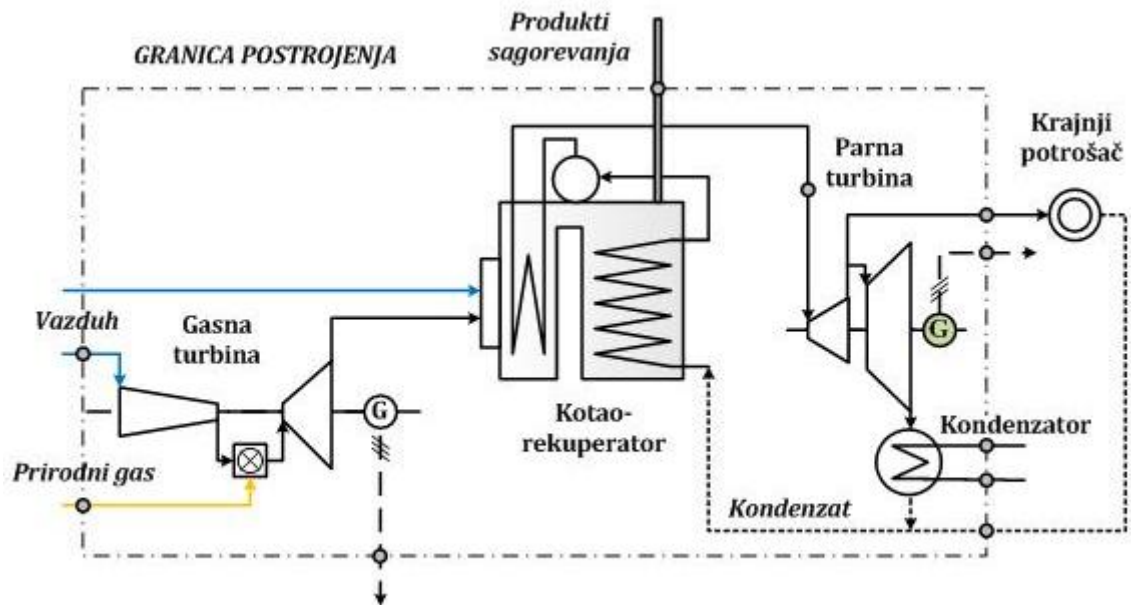 Produkti
sagorevanja
GRANICA POSTROJENJA
Krajnji
potrošač
Parna
turbina
Vazduh
Gasna
turbina
G
G
Kotao-
rekuperator
Kondenzator
Prirodni gas
Kondenzat